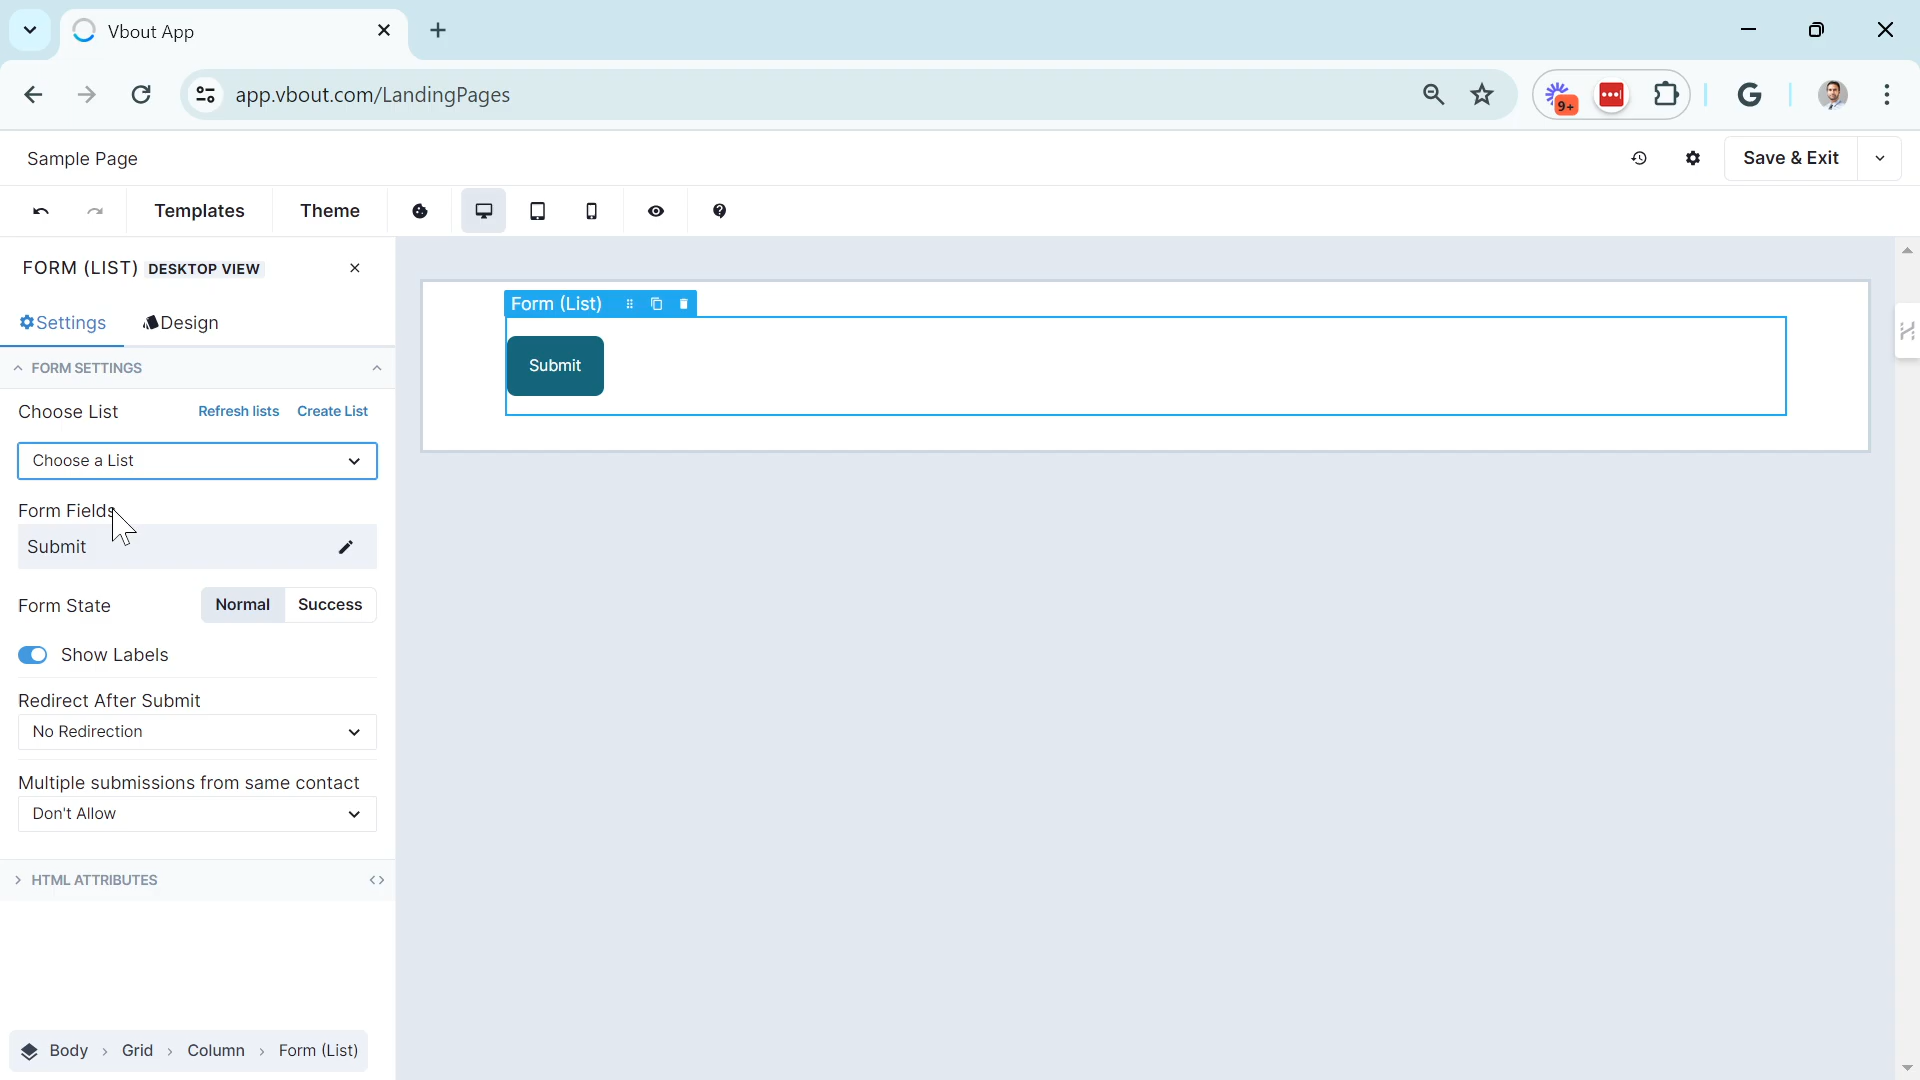 Vbout App
app.vbout.com/LandingPages
9+
Sample Page
Save & Exit
Templates
Theme
FORM (LIST) DESKTOP VIEW
Settings
Design
FORM SETTINGS
Choose List
Refresh lists
Create List
Choose a List
Form Fields
Submit
Form State
Normal
Success
Show Labels
Redirect After Submit
No Redirection
Multiple submissions from same contact
Don't Allow
HTML ATTRIBUTES
Body > Grid > Column > Form (List)
Form (List)
Submit